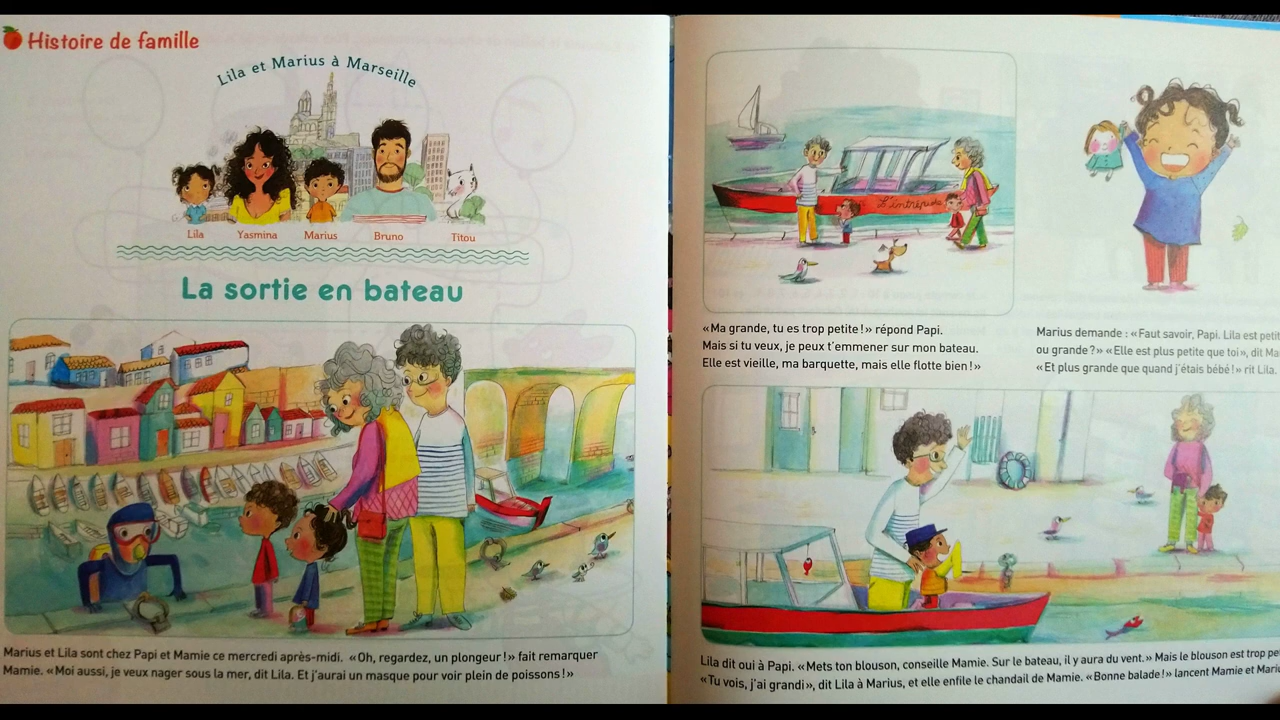 Histoire de famille
Lila et Marius à Marseille
Lila Yasmina Marius Bruno Titou
La sortie en bateau
Marius et Lila sont chez Papi et Mamie ce mercredi après-midi. «Oh, regardez, un plongeur!» fait remarquer
Mamie. «Moi aussi, je veux nager sous la mer, dit Lila. Et j'aurai un masque pour voir plein de poissons!»
L'intrépide
«Ma grande, tu es trop petite!» répond Papi.
Mais si tu veux, je peux t'emmener sur mon bateau.
Elle est vieille, ma barquette, mais elle flotte bien!»
Marius demande : «Faut savoir, Papi. Lila est
ou grande?» «Elle est plus petite que toi», dit
«Et plus grande que quand j'étais bébé!» rit Lila.
Lila dit oui à Papi. «Mets ton blouson, conseille Mamie. Sur le bateau, il y aura du vent.» Mais le blouson est trop
«Tu vois, j'ai grandi», dit Lila à Marius, et elle enfile le chandail de Mamie. «Bonne balade!» lancent Mamie et